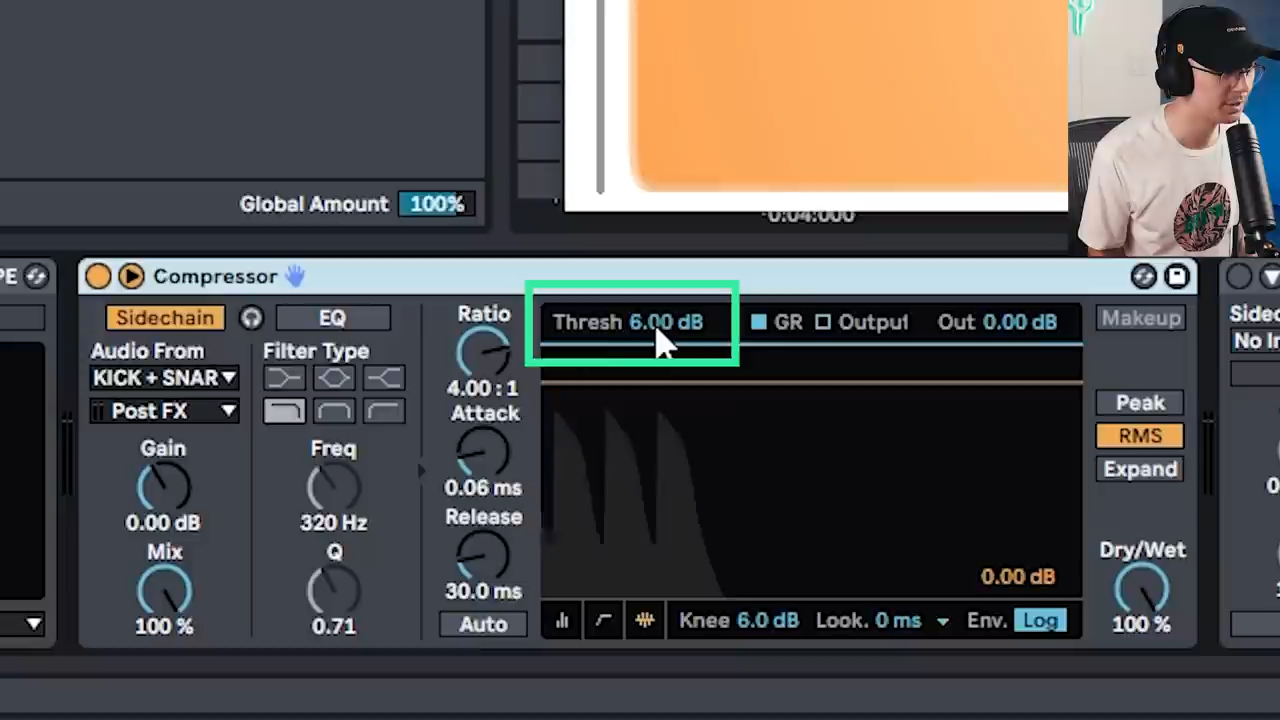 Global Amount 100%
-0:04:000
PE
Compressor
Sidechain
EQ
Audio From
Filter Type
KICK + SNAR
Post FX
Gain
Freq
0.00 dB
320 Hz
Mix
Q
100 %
0.71
Ratio
4.00 : 1
Attack
0.06 ms
Release
30.0 ms
Auto
Thresh 6.00 dB
GR
Output
Out 0.00 dB
0.00 dB
Knee 6.0 dB
Look. 0 ms
Env. Log
Makeup
Peak
RMS
Expand
Dry/Wet
100 %
Sidec
No In